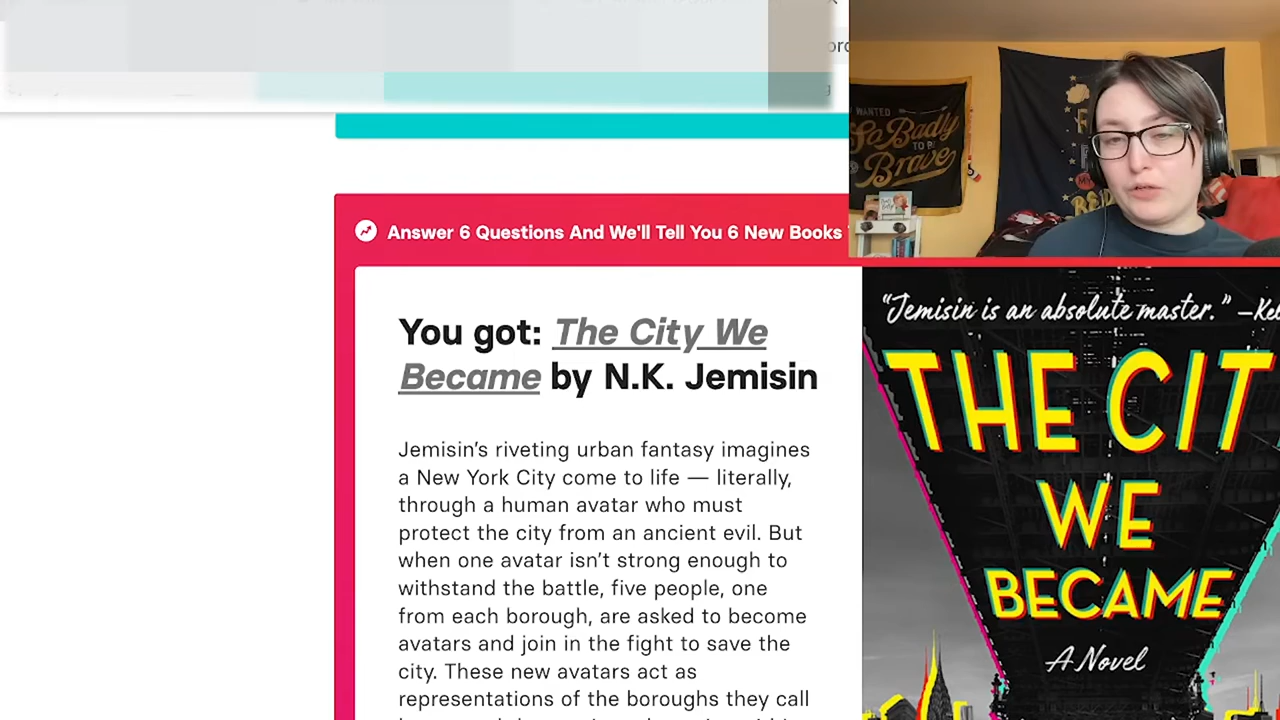 WANTED
So Badly
TO BE
Brave
Answer 6 Questions And We'll Tell You 6 New Books
You got: The City We
Became by N.K. Jemisin
Jemisin's riveting urban fantasy imagines
a New York City come to life — literally,
through a human avatar who must
protect the city from an ancient evil. But
when one avatar isn't strong enough to
withstand the battle, five people, one
from each borough, are asked to become
avatars and join in the fight to save the
city. These new avatars act as
representations of the boroughs they call
"Jemisin is an absolute master." —Kel
THE CIT
WE
BECAME
A Novel